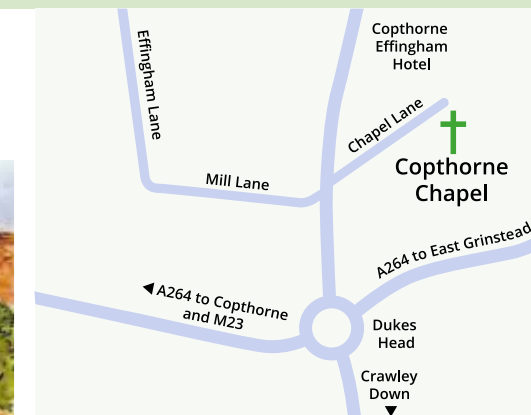 Copthorne
Effingham
Hotel
Effingham Lane
Chapel Lane
Copthorne
Chapel
Mill Lane
A264 to East Grinstead
◀ A264 to Copthorne
and M23
Dukes
Head
Crawley
Down
▼